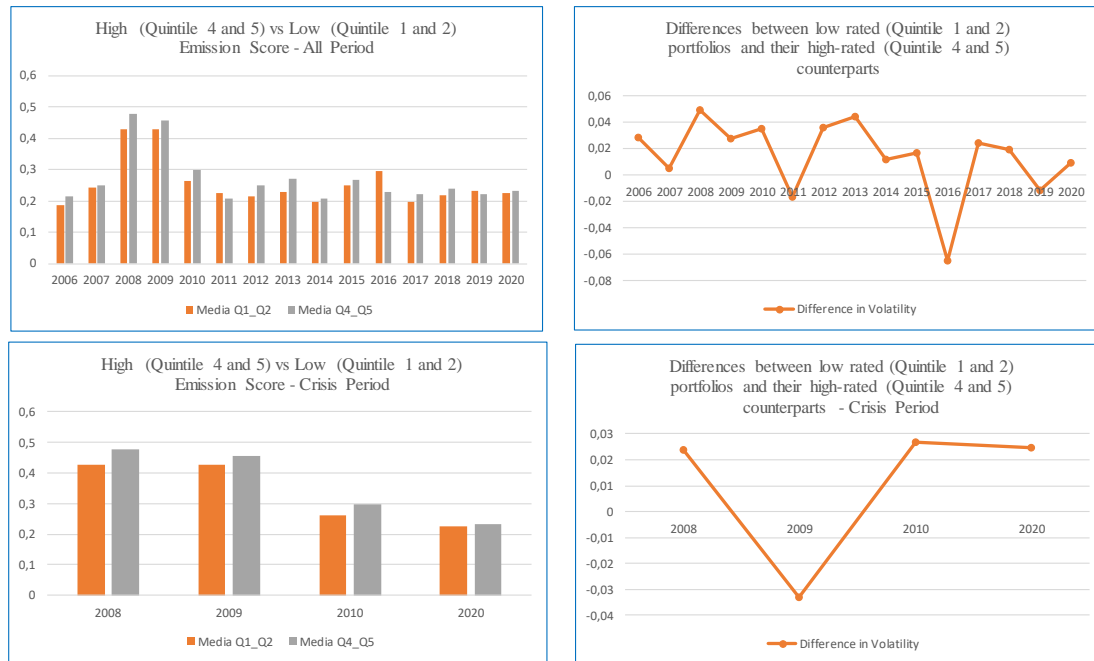 High (Quintile 4 and 5) vs Low (Quintile 1 and 2)
Emission Score - All Period
0,6
0,5
0,4
0,3
0,2
0,1
0
2006 2007 2008 2009 2010 2011 2012 2013 2014 2015 2016 2017 2018 2019 2020
Media Q1_Q2 Media Q4_Q5
Differences between low rated (Quintile 1 and 2)
portfolios and their high-rated (Quintile 4 and 5)
counterparts
0,06
0,04
0,02
0
2006 2007 2008 2009 2010 2011 2012 2013 2014 2015 2016 2017 2018 2019 2020
-0,02
-0,04
-0,06
-0,08
Difference in Volatility
High (Quintile 4 and 5) vs Low (Quintile 1 and 2)
Emission Score - Crisis Period
0,6
0,5
0,4
0,3
0,2
0,1
0
2008 2009 2010 2020
Media Q1_Q2 Media Q4_Q5
Differences between low rated (Quintile 1 and 2)
portfolios and their high-rated (Quintile 4 and 5)
counterparts - Crisis Period
0,03
0,02
0,01
0
2008 2009 2010 2020
-0,01
-0,02
-0,03
-0,04
Difference in Volatility